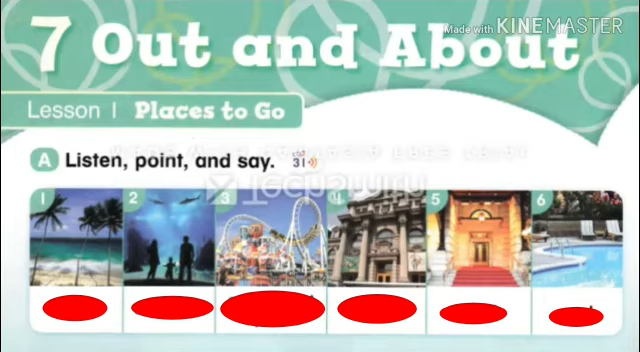 Made with KINEMASTER
7 Out and About
Lesson 1 Places to Go
A Listen, point, and say. 31
1 2 3 4 5 6